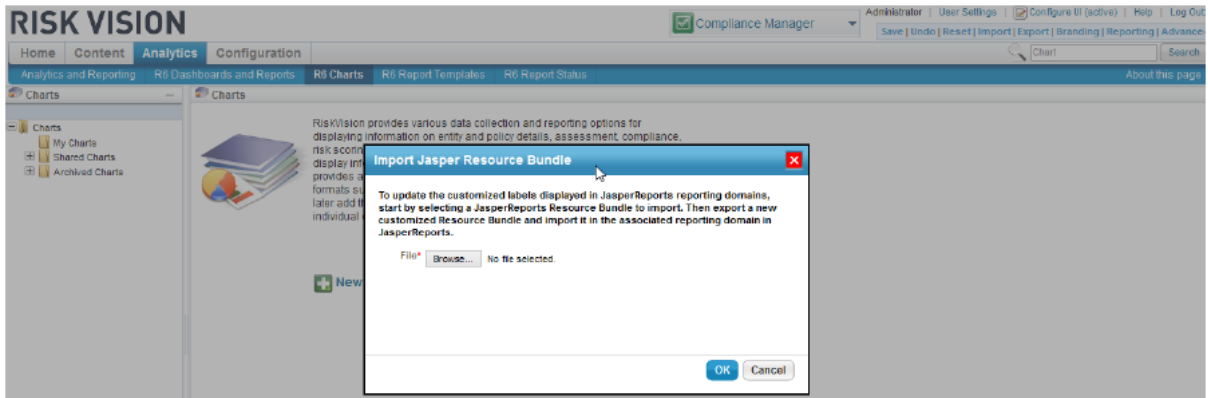 RISK VISION
Compliance Manager
Administrator | User Settings | Configure UI (active) | Help | Log Out
Save | Undo | Reset | Import | Export | Branding | Reporting | Advance
Home Content Analytics Configuration
Chart Search
Analytics and Reporting R6 Dashboards and Reports R6 Charts R6 Report Templates R6 Report Status About this page
Charts
Charts
Charts
My Charts
Shared Charts
Archived Charts
RiskVision provides various data collection and reporting options for
displaying information on entity and policy details, assessment, compliance,
risk scorin
display inf
provides a
formats su
later add th
individual
New
Import Jasper Resource Bundle
To update the customized labels displayed in JasperReports reporting domains,
start by selecting a JasperReports Resource Bundle to import. Then export a new
customized Resource Bundle and import it in the associated reporting domain in
JasperReports.
File* Browse... No file selected.
OK Cancel